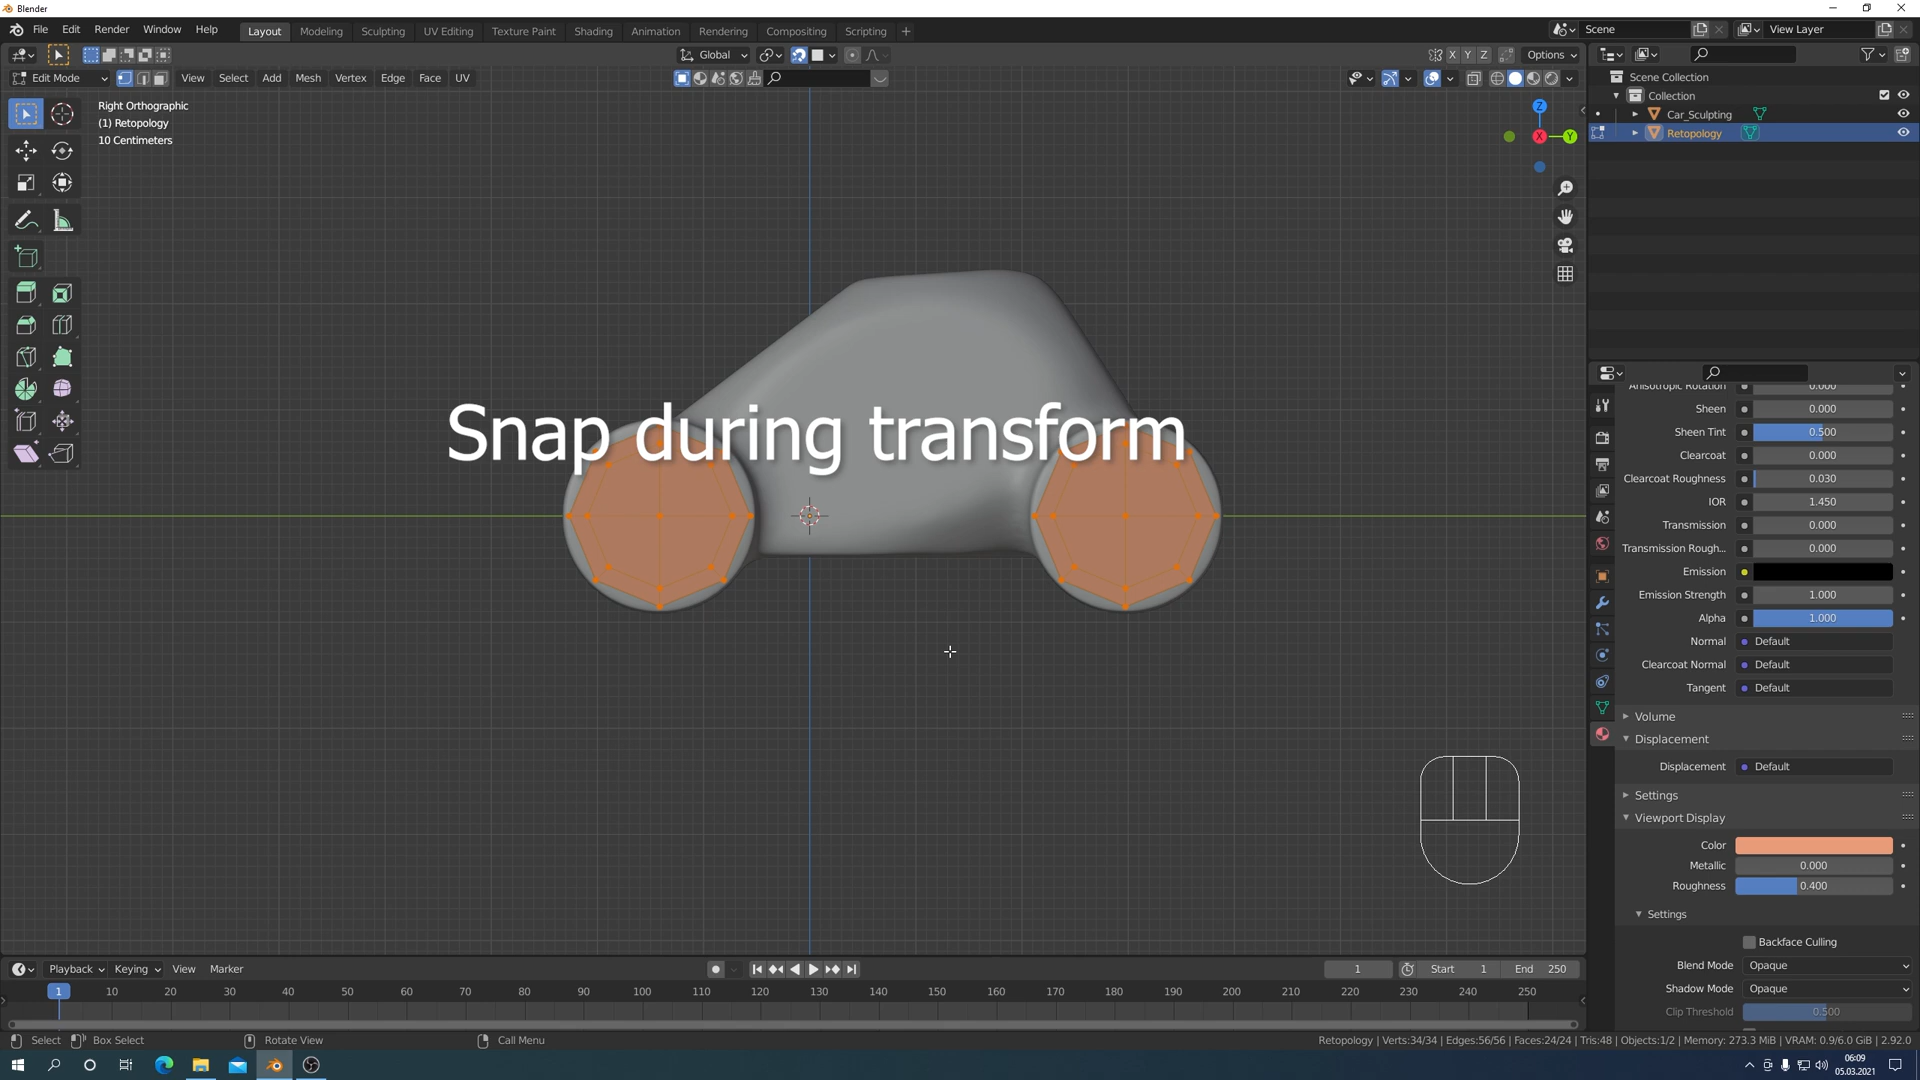 Blender
File Edit Render Window Help Layout Modeling Sculpting UV Editing Texture Paint Shading Animation Rendering Compositing Scripting + Scene View Layer
Global X Y Z Options
Edit Mode View Select Add Mesh Vertex Edge Face UV
Right Orthographic
(1) Retopology
10 Centimeters
Z
X
Y
Scene Collection
Collection
Car_Sculpting
Retopology
Snap during transform
Anisotropic Rotation 0.000
Sheen 0.000
Sheen Tint 0.500
Clearcoat 0.000
Clearcoat Roughness 0.030
IOR 1.450
Transmission 0.000
Transmission Rough... 0.000
Emission
Emission Strength 1.000
Alpha 1.000
Normal Default
Clearcoat Normal Default
Tangent Default
Volume
Displacement
Displacement Default
Settings
Viewport Display
Color
Metallic 0.000
Roughness 0.400
Settings
Backface Culling
Blend Mode Opaque
Shadow Mode Opaque
Clip Threshold 0.500
Playback Keying View Marker 1 Start 1 End 250
1 10 20 30 40 50 60 70 80 90 100 110 120 130 140 150 160 170 180 190 200 210 220 230 240 250
Select Box Select Rotate View Call Menu Retopology | Verts:34/34 | Edges:56/56 | Faces:24/24 | Tris:48 | Objects:1/2 | Memory: 273.3 MiB | VRAM: 0.9/6.0 GiB | 2.92.0
06:09
05.03.2021